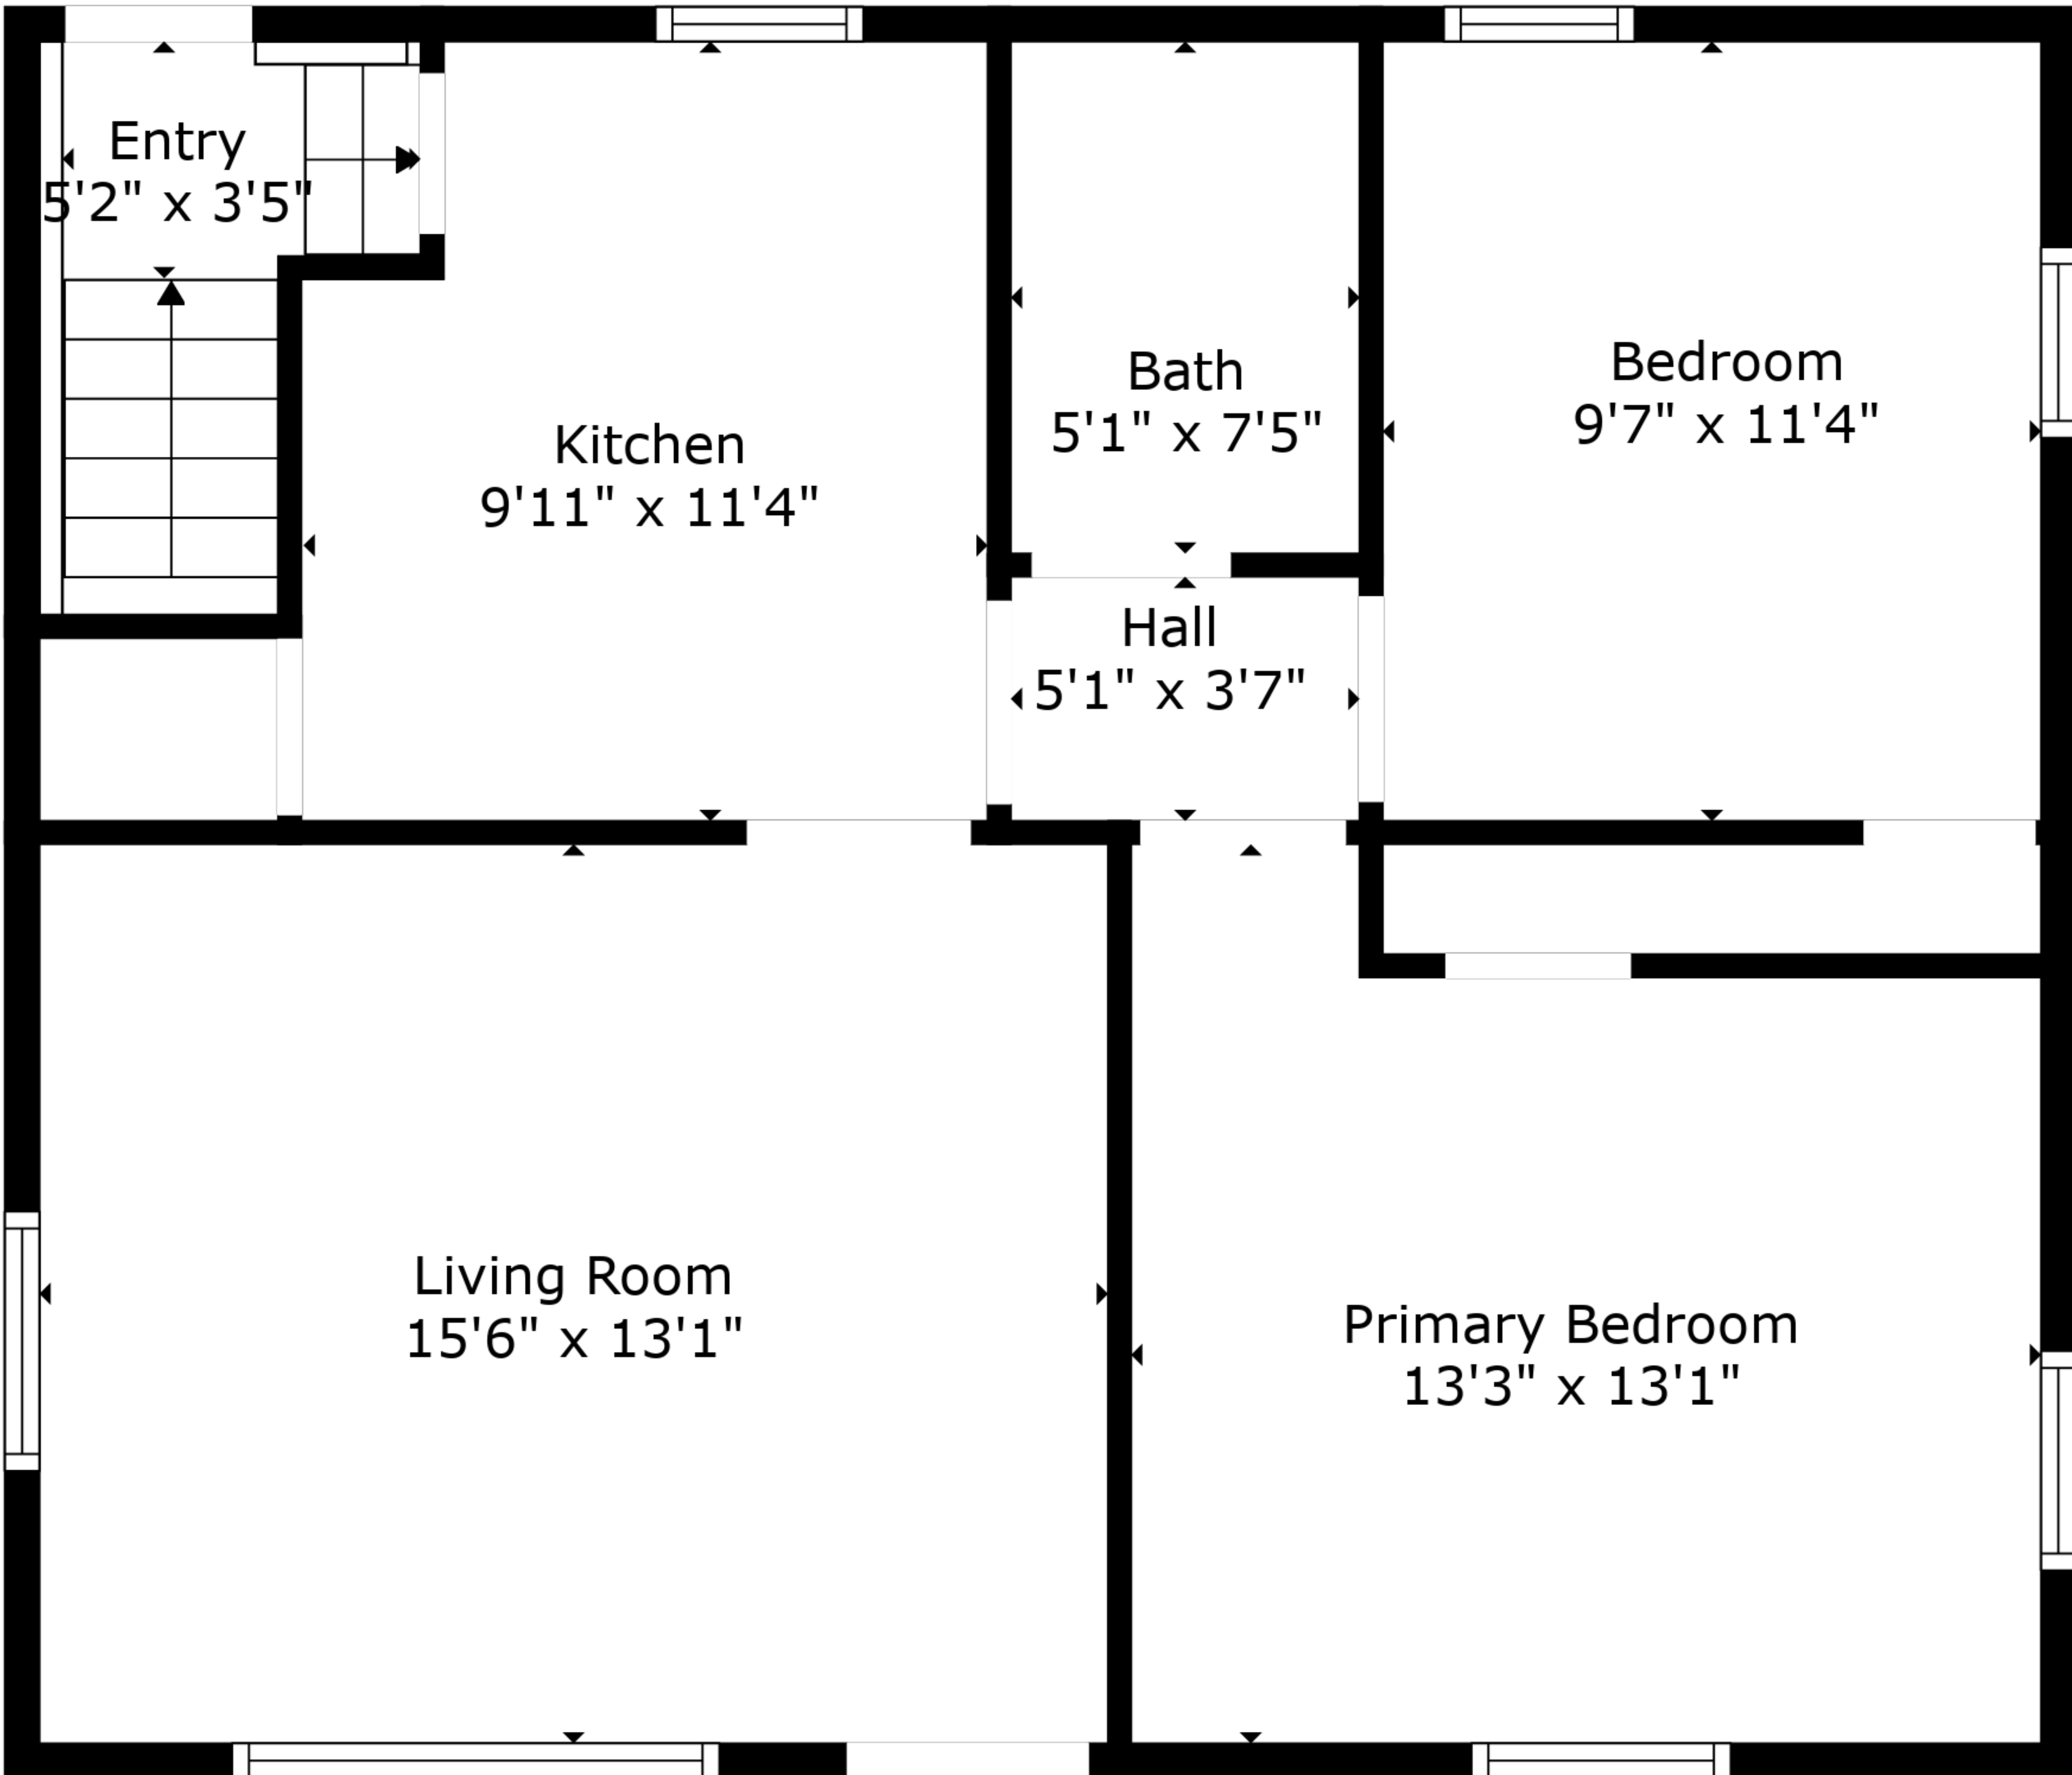 Entry
5'2" x 3'5"
Kitchen
9'11" x 11'4"
Bath
5'1" x 7'5"
Bedroom
9'7" x 11'4"
Hall
5'1" x 3'7"
Living Room
15'6" x 13'1"
Primary Bedroom
13'3" x 13'1"